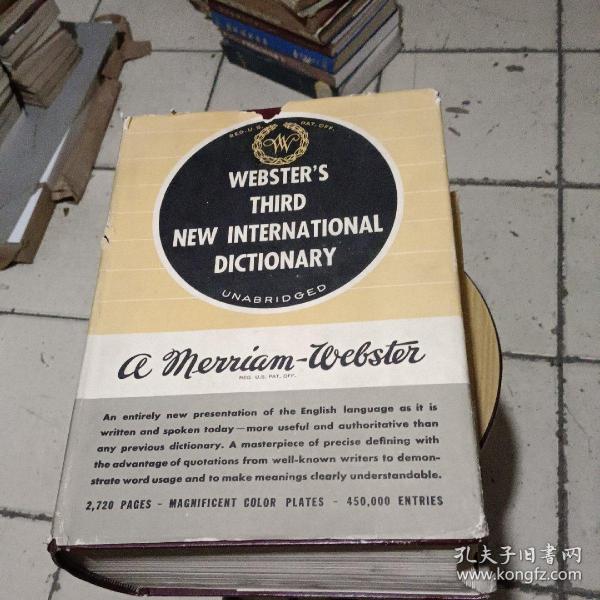 REG. U.S. PAT. OFF.
W
WEBSTER'S
THIRD
NEW INTERNATIONAL
DICTIONARY
UNABRIDGED
a Merriam-Webster
REG. U.S. PAT. OFF.
An entirely new presentation of the English language as it is
written and spoken today—more useful and authoritative than
any previous dictionary. A masterpiece of precise defining with
the advantage of quotations from well-known writers to demon-
strate word usage and to make meanings clearly understandable.
2,720 PAGES - MAGNIFICENT COLOR PLATES - 450,000 ENTRIES
孔夫子旧书网
www.kongfz.com